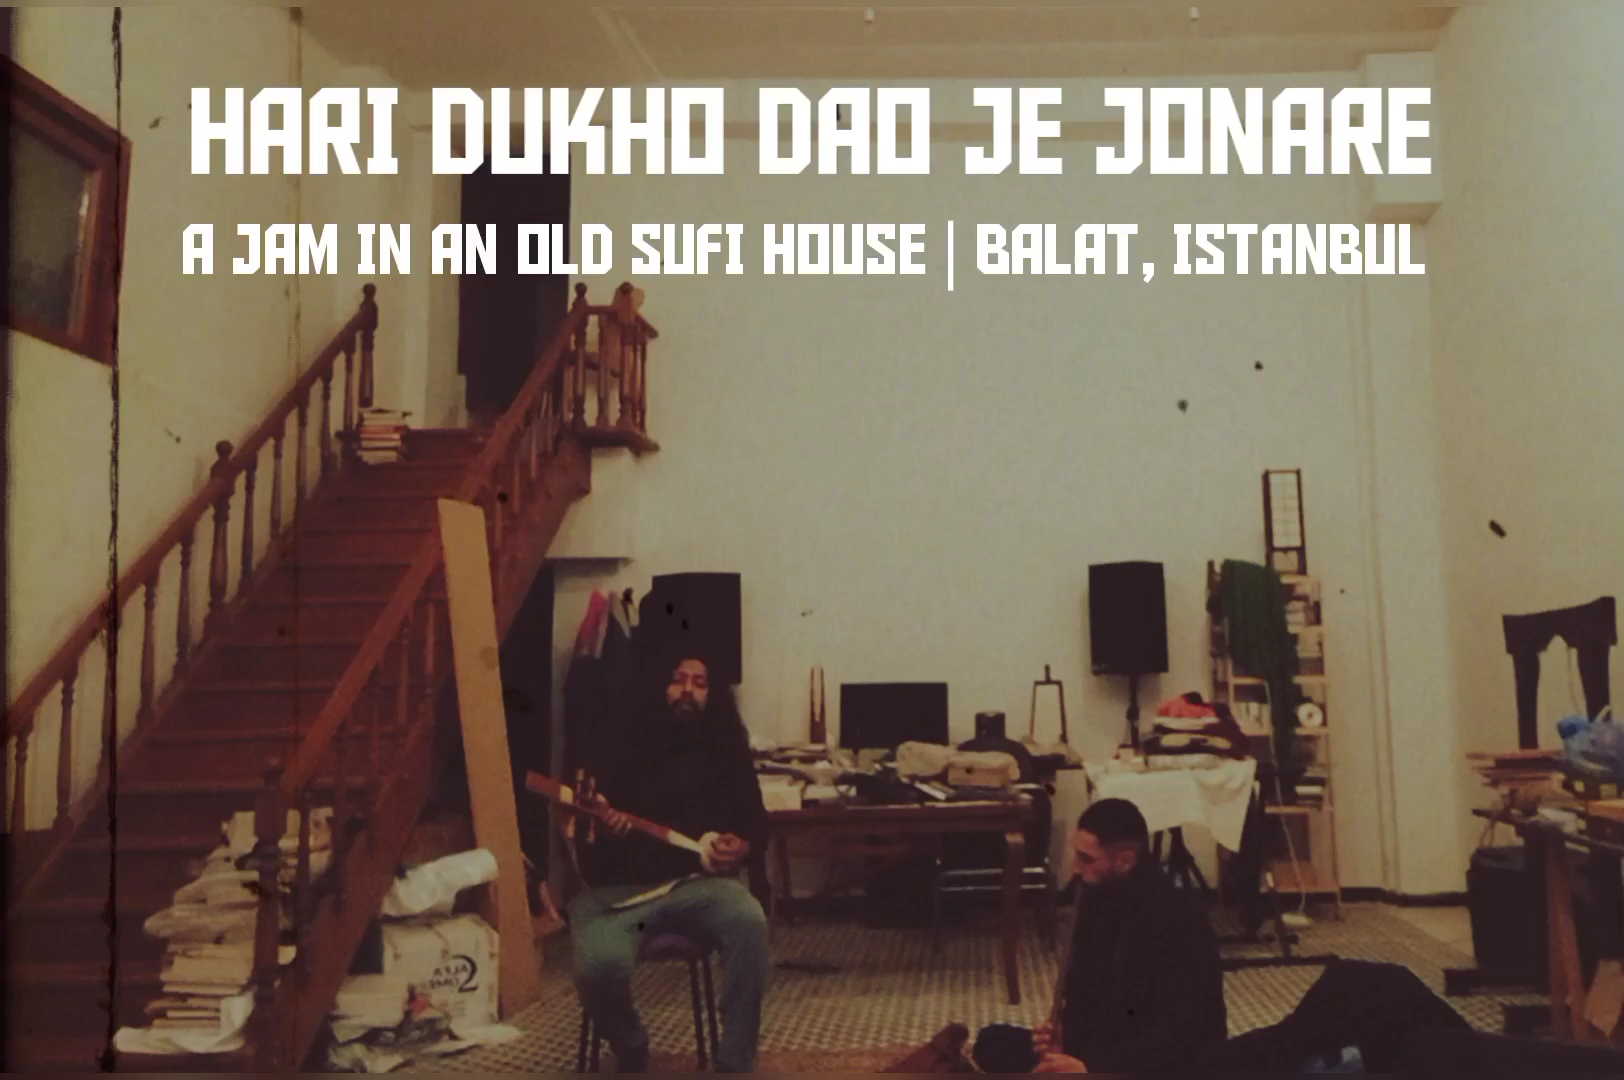 HARI DUKHO DAO JE JONARE
A JAM IN AN OLD SUFI HOUSE | BALAT, ISTANBUL